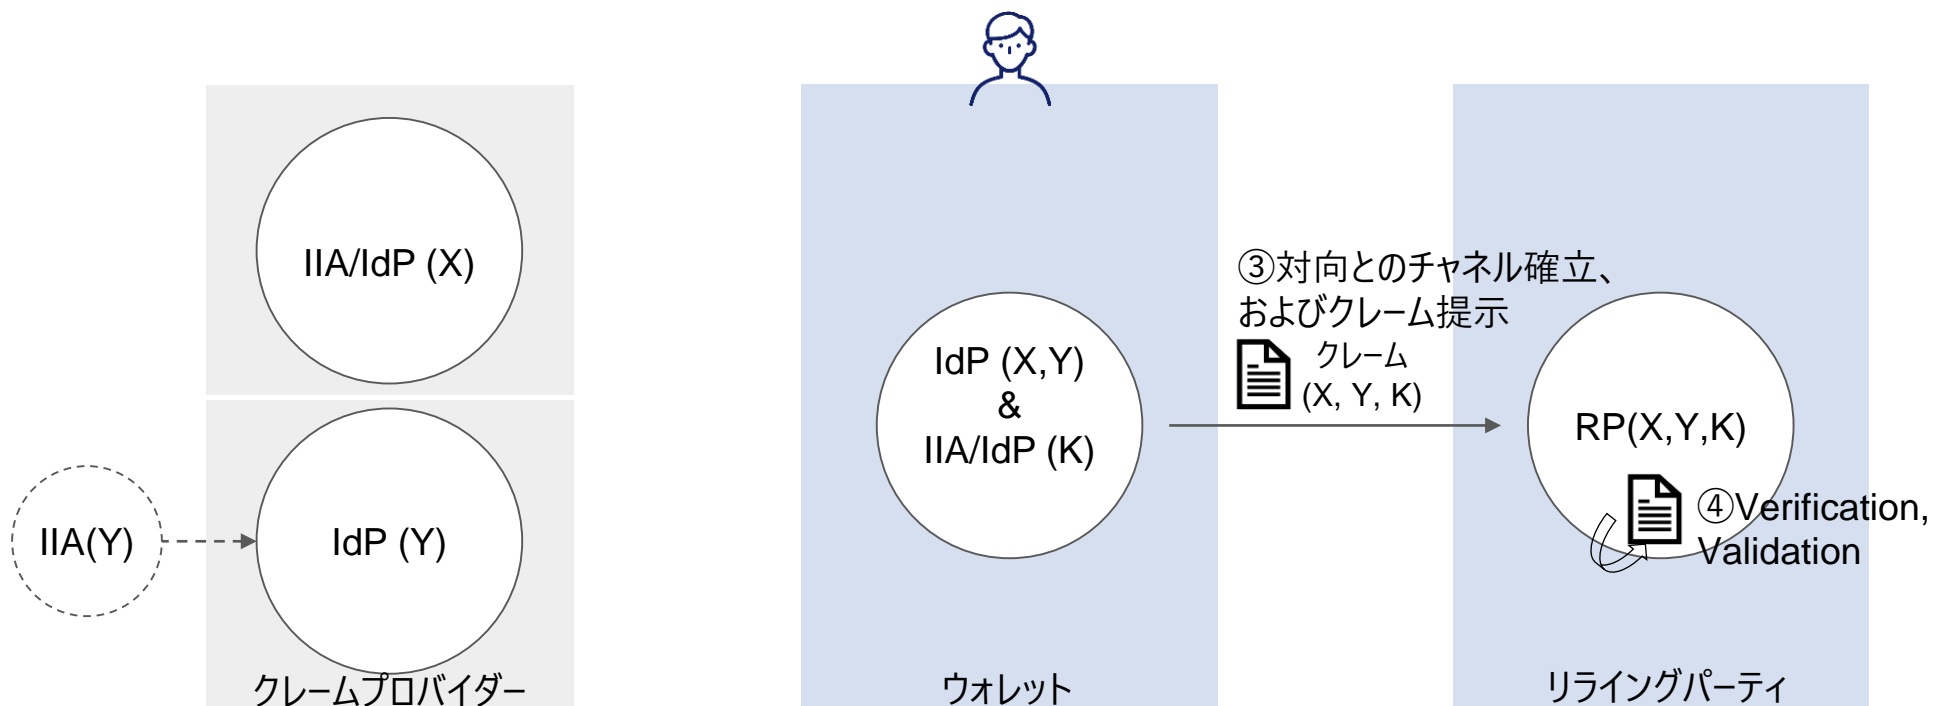 IIA/IdP (X)
IIA(Y)
IdP (Y)
クレームプロバイダー
IdP (X,Y)
&
IIA/IdP (K)
ウォレット
③対向とのチャネル確立、
およびクレーム提示
クレーム
(X, Y, K)
RP(X,Y,K)
④Verification,
Validation
リライングパーティ